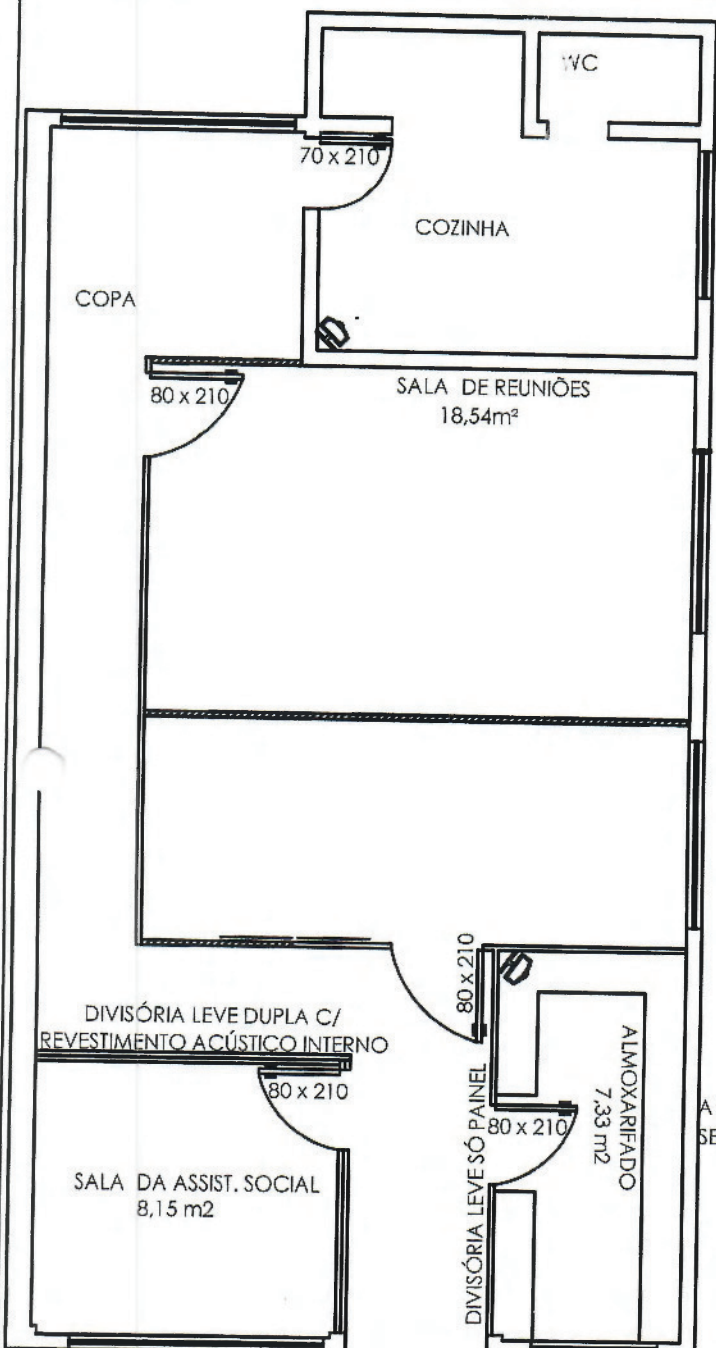 WC
70 x 210
COZINHA
COPA
80 x 210
SALA DE REUNIÕES
18,54m²
80 x 210
DIVISÓRIA LEVE DUPLA C/
REVESTIMENTO ACÚSTICO INTERNO
80 x 210
SALA DA ASSIST. SOCIAL
8,15 m2
DIVISÓRIA LEVE SÓ PAINEL
80 x 210
ALMOXARIFADO
7,33 m2
A
SE